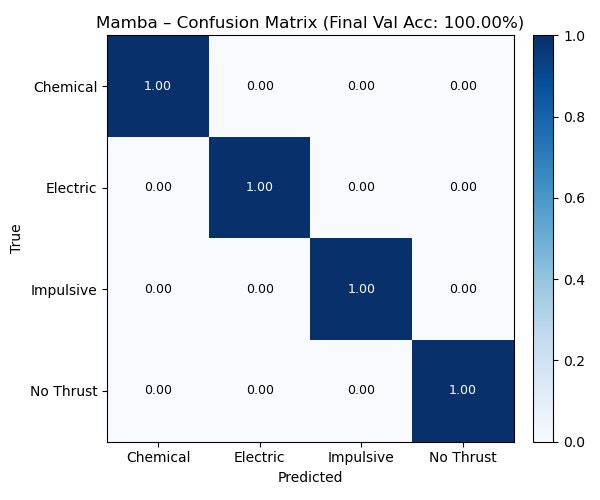 Mamba – Confusion Matrix (Final Val Acc: 100.00%)
True
Chemical 1.00 0.00 0.00 0.00
Electric 0.00 1.00 0.00 0.00
Impulsive 0.00 0.00 1.00 0.00
No Thrust 0.00 0.00 0.00 1.00
Chemical Electric Impulsive No Thrust
Predicted
1.0
0.8
0.6
0.4
0.2
0.0